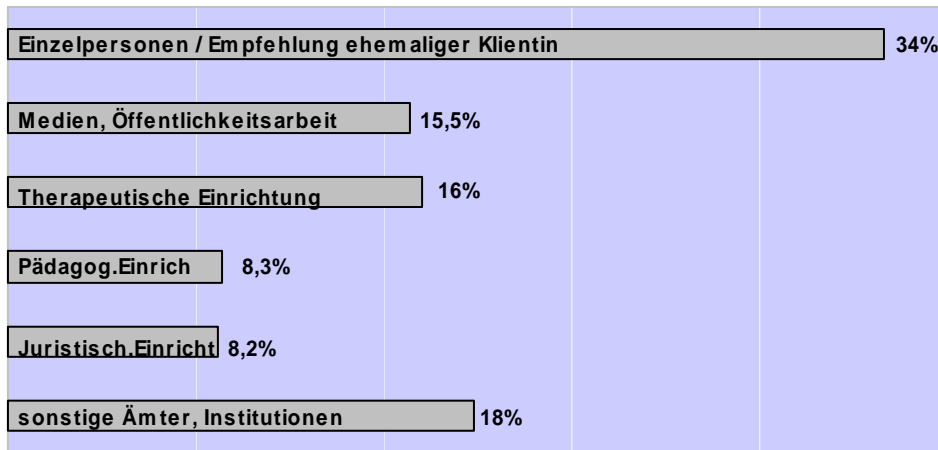 Einzelpersonen / Empfehlung ehemaliger Klientin 34%
Medien, Öffentlichkeitsarbeit 15,5%
Therapeutische Einrichtung 16%
Pädagog.Einrich 8,3%
Juristisch.Einricht 8,2%
sonstige Ämter, Institutionen 18%